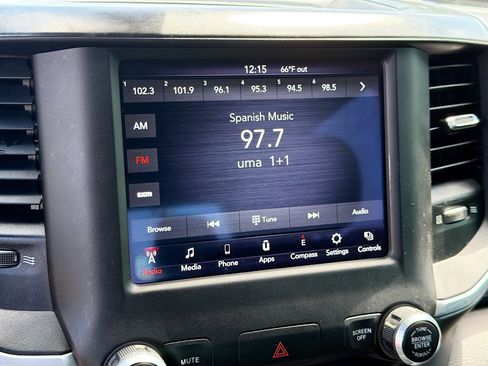 12:15 66°F out
1 102.3 2 101.9 3 96.1 4 95.3 5 94.5 6 98.5
AM
FM
sxm
Spanish Music
97.7
uma 1+1
Browse Tune Audio
Radio Media Phone Apps E Compass Settings Controls
MUTE
SCREEN OFF
TUNE
BROWSE
ENTER
SCROLL